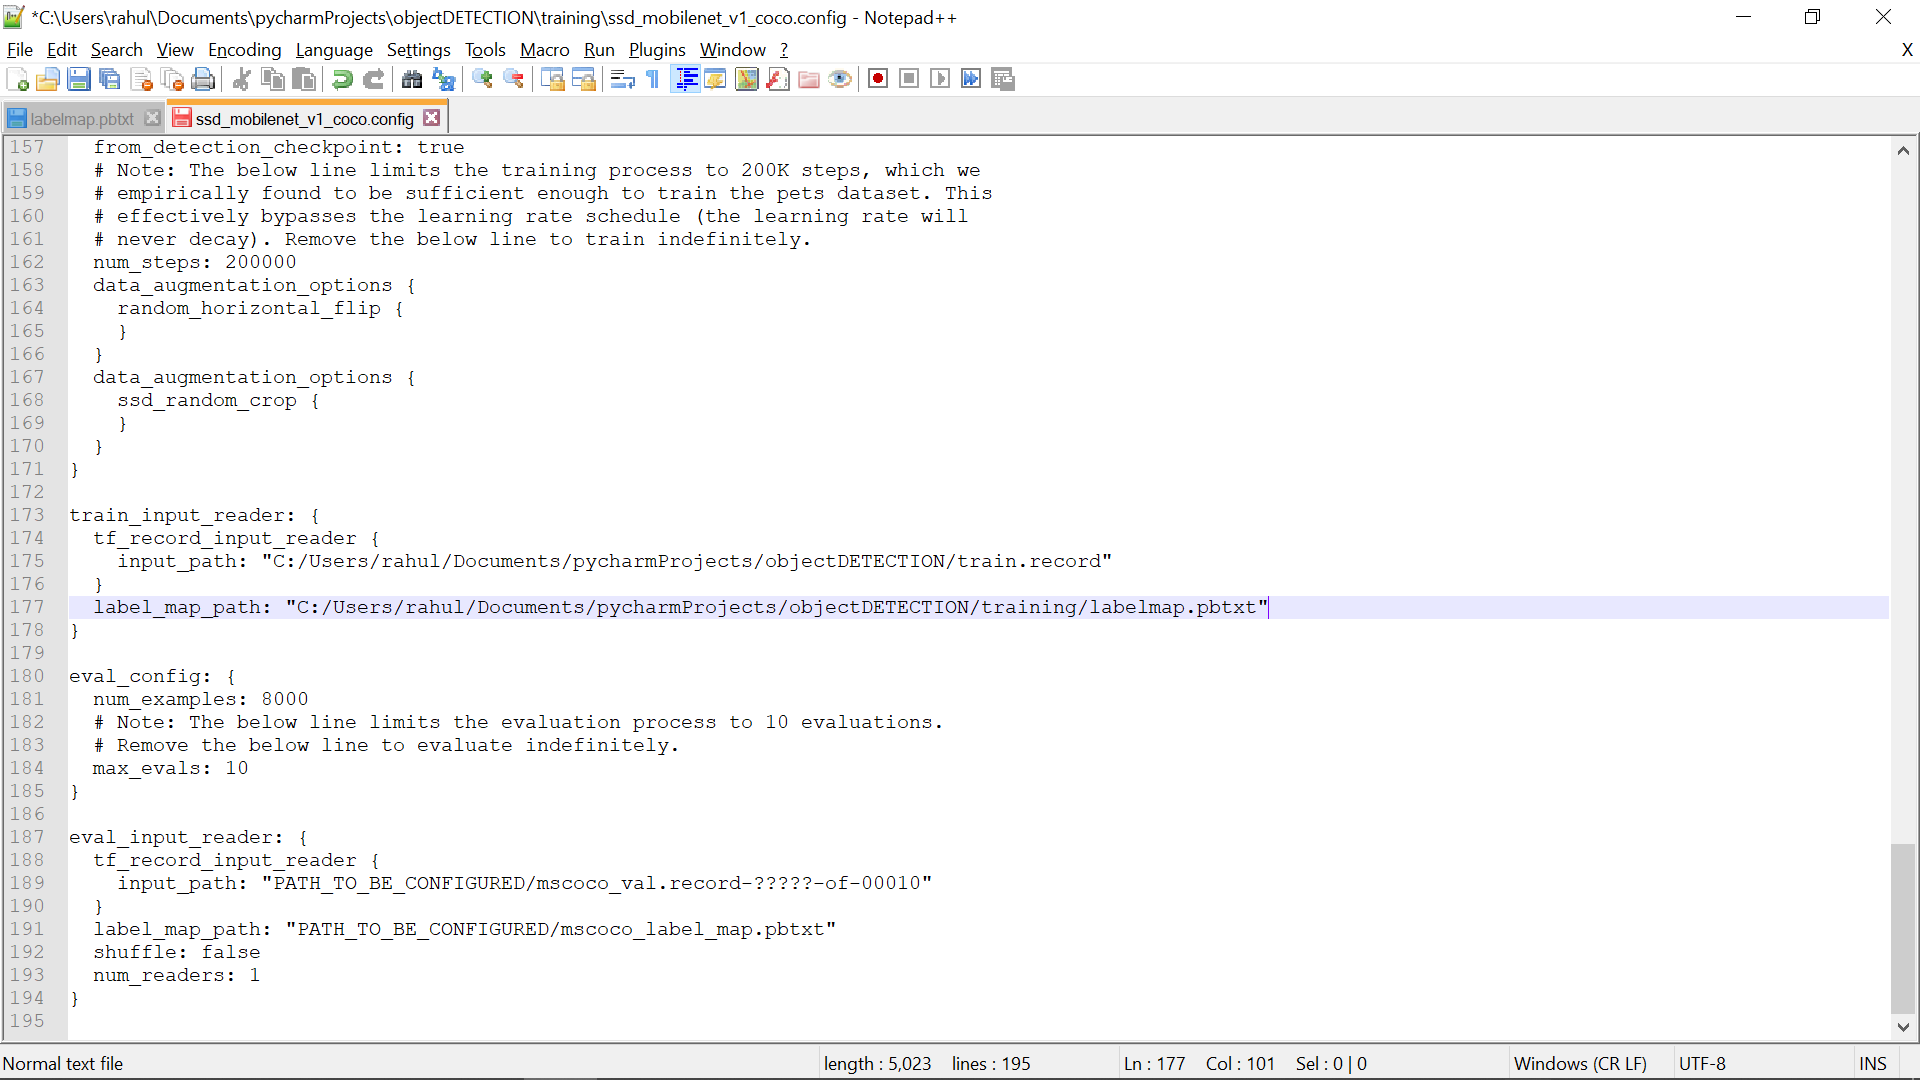 *C:\Users\rahul\Documents\pycharmProjects\objectDETECTION\training\ssd_mobilenet_v1_coco.config - Notepad++
File Edit Search View Encoding Language Settings Tools Macro Run Plugins Window ? X
labelmap.pbtxt ssd_mobilenet_v1_coco.config
157 from_detection_checkpoint: true
158 # Note: The below line limits the training process to 200K steps, which we
159 # empirically found to be sufficient enough to train the pets dataset. This
160 # effectively bypasses the learning rate schedule (the learning rate will
161 # never decay). Remove the below line to train indefinitely.
162 num_steps: 200000
163 data_augmentation_options {
164 random_horizontal_flip {
165 }
166 }
167 data_augmentation_options {
168 ssd_random_crop {
169 }
170 }
171 }
172
173 train_input_reader: {
174 tf_record_input_reader {
175 input_path: "C:/Users/rahul/Documents/pycharmProjects/objectDETECTION/train.record"
176 }
177 label_map_path: "C:/Users/rahul/Documents/pycharmProjects/objectDETECTION/training/labelmap.pbtxt"
178 }
179
180 eval_config: {
181 num_examples: 8000
182 # Note: The below line limits the evaluation process to 10 evaluations.
183 # Remove the below line to evaluate indefinitely.
184 max_evals: 10
185 }
186
187 eval_input_reader: {
188 tf_record_input_reader {
189 input_path: "PATH_TO_BE_CONFIGURED/mscoco_val.record-?????-of-00010"
190 }
191 label_map_path: "PATH_TO_BE_CONFIGURED/mscoco_label_map.pbtxt"
192 shuffle: false
193 num_readers: 1
194 }
195
Normal text file length : 5,023 lines : 195 Ln : 177 Col : 101 Sel : 0 | 0 Windows (CR LF) UTF-8 INS